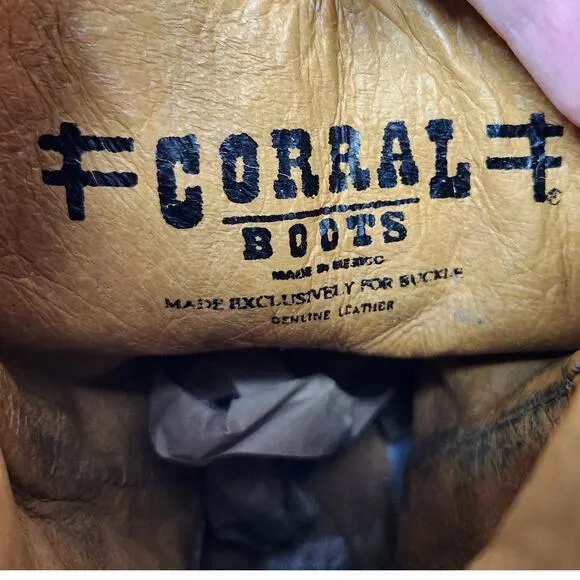 CORRAL
BOOTS
MADE IN MEXICO
MADE EXCLUSIVELY FOR BUCKLE
GENUINE LEATHER
®